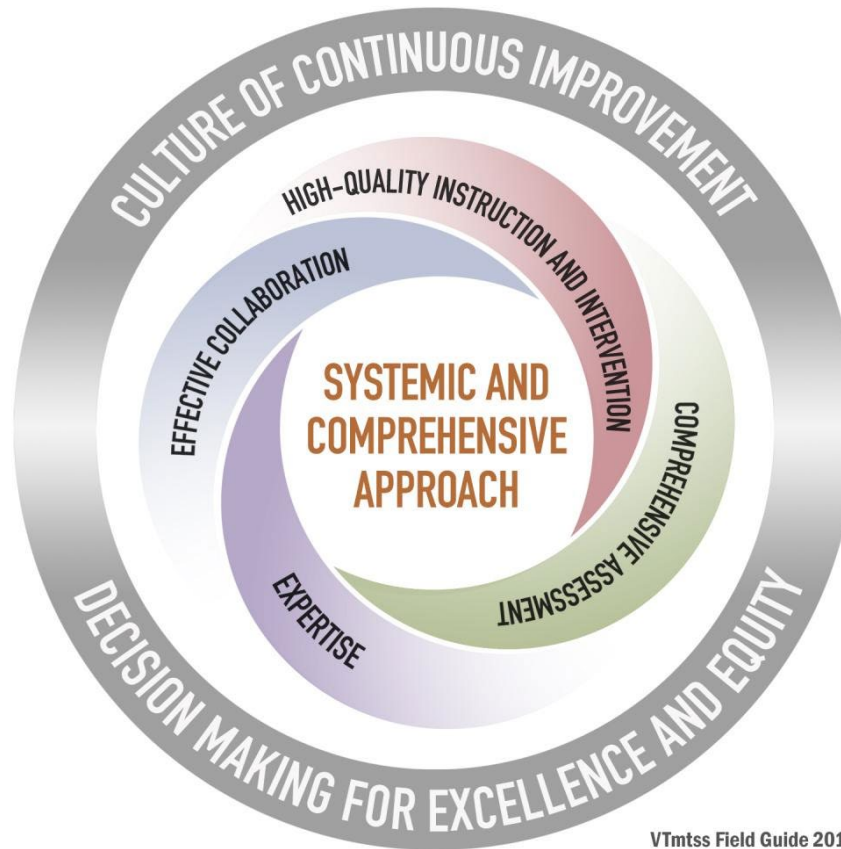 CULTURE OF CONTINUOUS IMPROVEMENT
HIGH-QUALITY INSTRUCTION AND INTERVENTION
EFFECTIVE COLLABORATION
SYSTEMIC AND
COMPREHENSIVE
APPROACH
COMPREHENSIVE ASSESSMENT
EXPERTISE
DECISION MAKING FOR EXCELLENCE AND EQUITY
VTmtss Field Guide 201